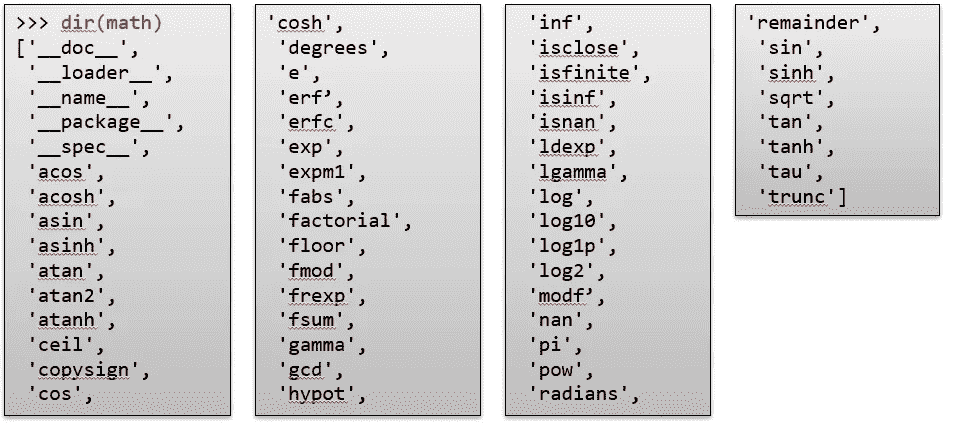 >>> dir(math)
['__doc__',
'__loader__',
'__name__',
'__package__',
'__spec__',
'acos',
'acosh',
'asin',
'asinh',
'atan',
'atan2',
'atanh',
'ceil',
'copysign',
'cos',
'cosh',
'degrees',
'e',
'erf’,
'erfc',
'exp',
'expm1',
'fabs',
'factorial',
'floor',
'fmod',
'frexp',
'fsum',
'gamma',
'gcd',
'hypot',
'inf',
'isclose',
'isfinite',
'isinf',
'isnan',
'ldexp',
'lgamma',
'log',
'log10',
'log1p',
'log2',
'modf’,
'nan',
'pi',
'pow',
'radians',
'remainder',
'sin',
'sinh',
'sqrt',
'tan',
'tanh',
'tau',
'trunc']